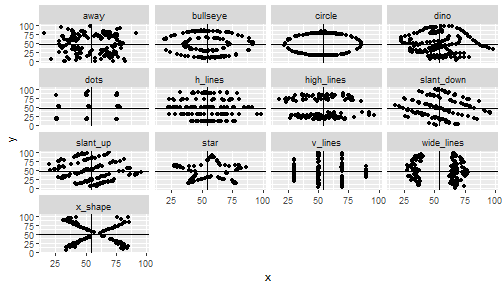 away bullseye circle dino
100
75
50
25
0
dots h_lines high_lines slant_down
100
75
50
25
0
slant_up star v_lines wide_lines
100
75
50
25
0
25 50 75 100 25 50 75 100 25 50 75 100
x_shape
100
75
50
25
0
25 50 75 100
x
y